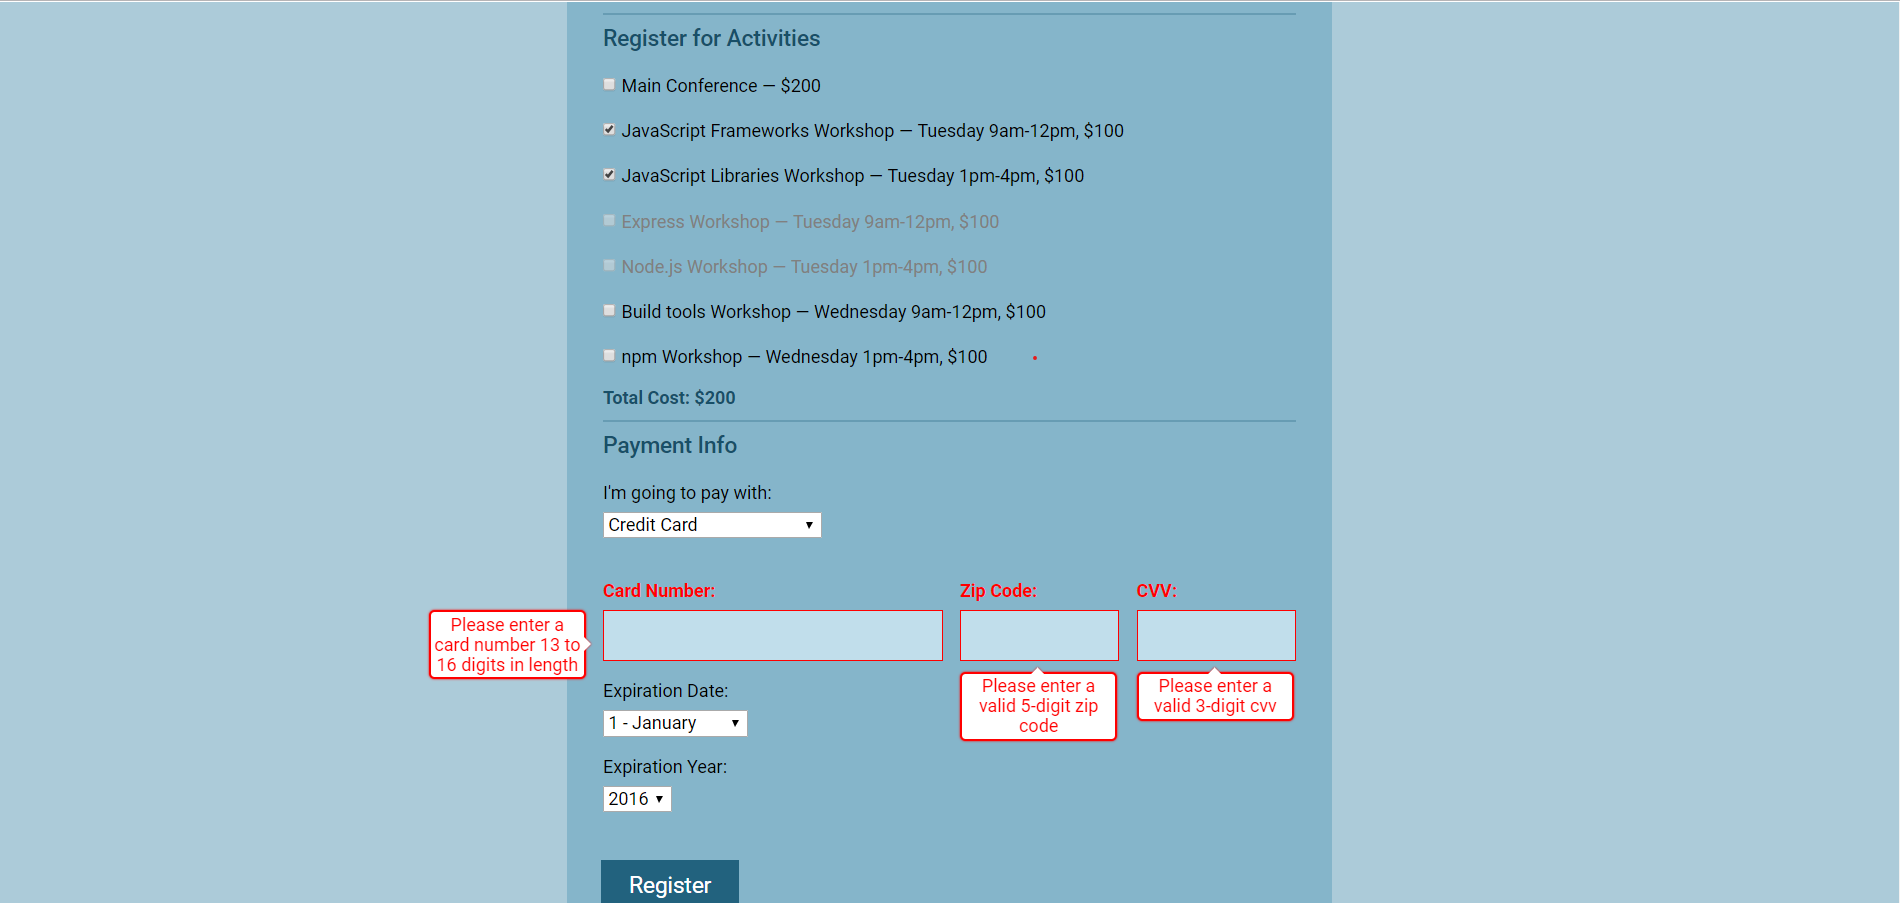 Register for Activities
Main Conference — $200
JavaScript Frameworks Workshop — Tuesday 9am-12pm, $100
JavaScript Libraries Workshop — Tuesday 1pm-4pm, $100
Express Workshop — Tuesday 9am-12pm, $100
Node.js Workshop — Tuesday 1pm-4pm, $100
Build tools Workshop — Wednesday 9am-12pm, $100
npm Workshop — Wednesday 1pm-4pm, $100
Total Cost: $200
Payment Info
I'm going to pay with:
Credit Card
Card Number:
Zip Code:
CVV:
Please enter a
card number 13 to
16 digits in length
Please enter a
valid 5-digit zip
code
Please enter a
valid 3-digit cvv
Expiration Date:
1 - January
Expiration Year:
2016
Register